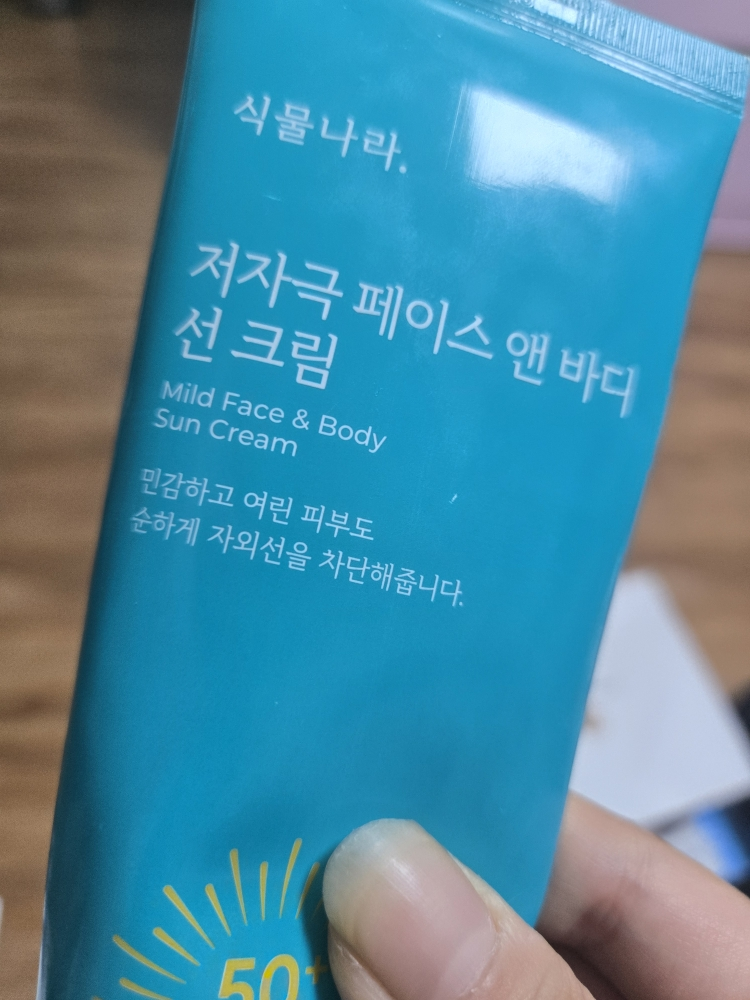 식물나라.
저자극 페이스 앤 바디
선 크림
Mild Face & Body
Sun Cream
민감하고 여린 피부도
순하게 자외선을 차단해줍니다.
50+